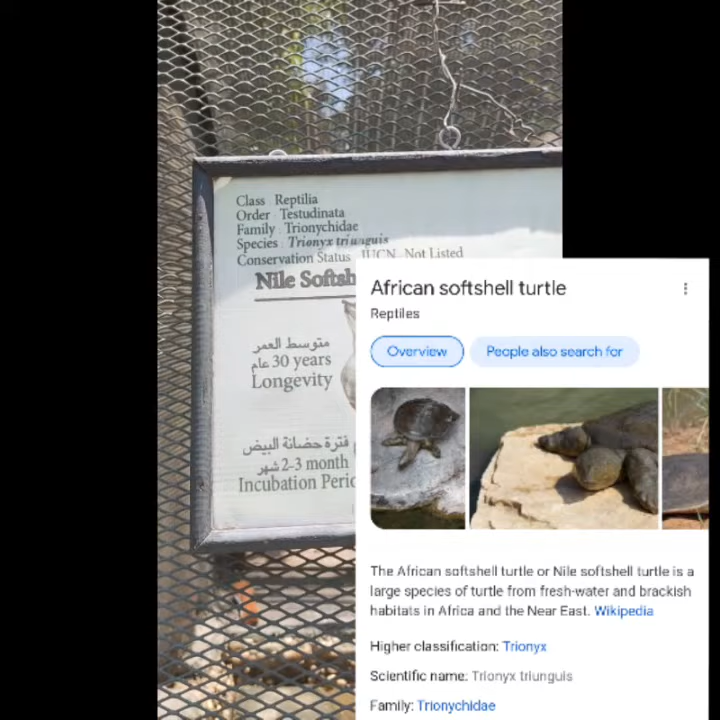 Class Reptilia
Order Testudinata
Family Trionychidae
Species Trionyx triunguis
Conservation Status IUCN Not Listed
Nile Softsh
متوسط العمر
30 years عام
Longevity
فترة حضانة البيض
2-3 month شهر
Incubation Perio
African softshell turtle
Reptiles
Overview
People also search for
The African softshell turtle or Nile softshell turtle is a
large species of turtle from fresh-water and brackish
habitats in Africa and the Near East. Wikipedia
Higher classification: Trionyx
Scientific name: Trionyx triunguis
Family: Trionychidae